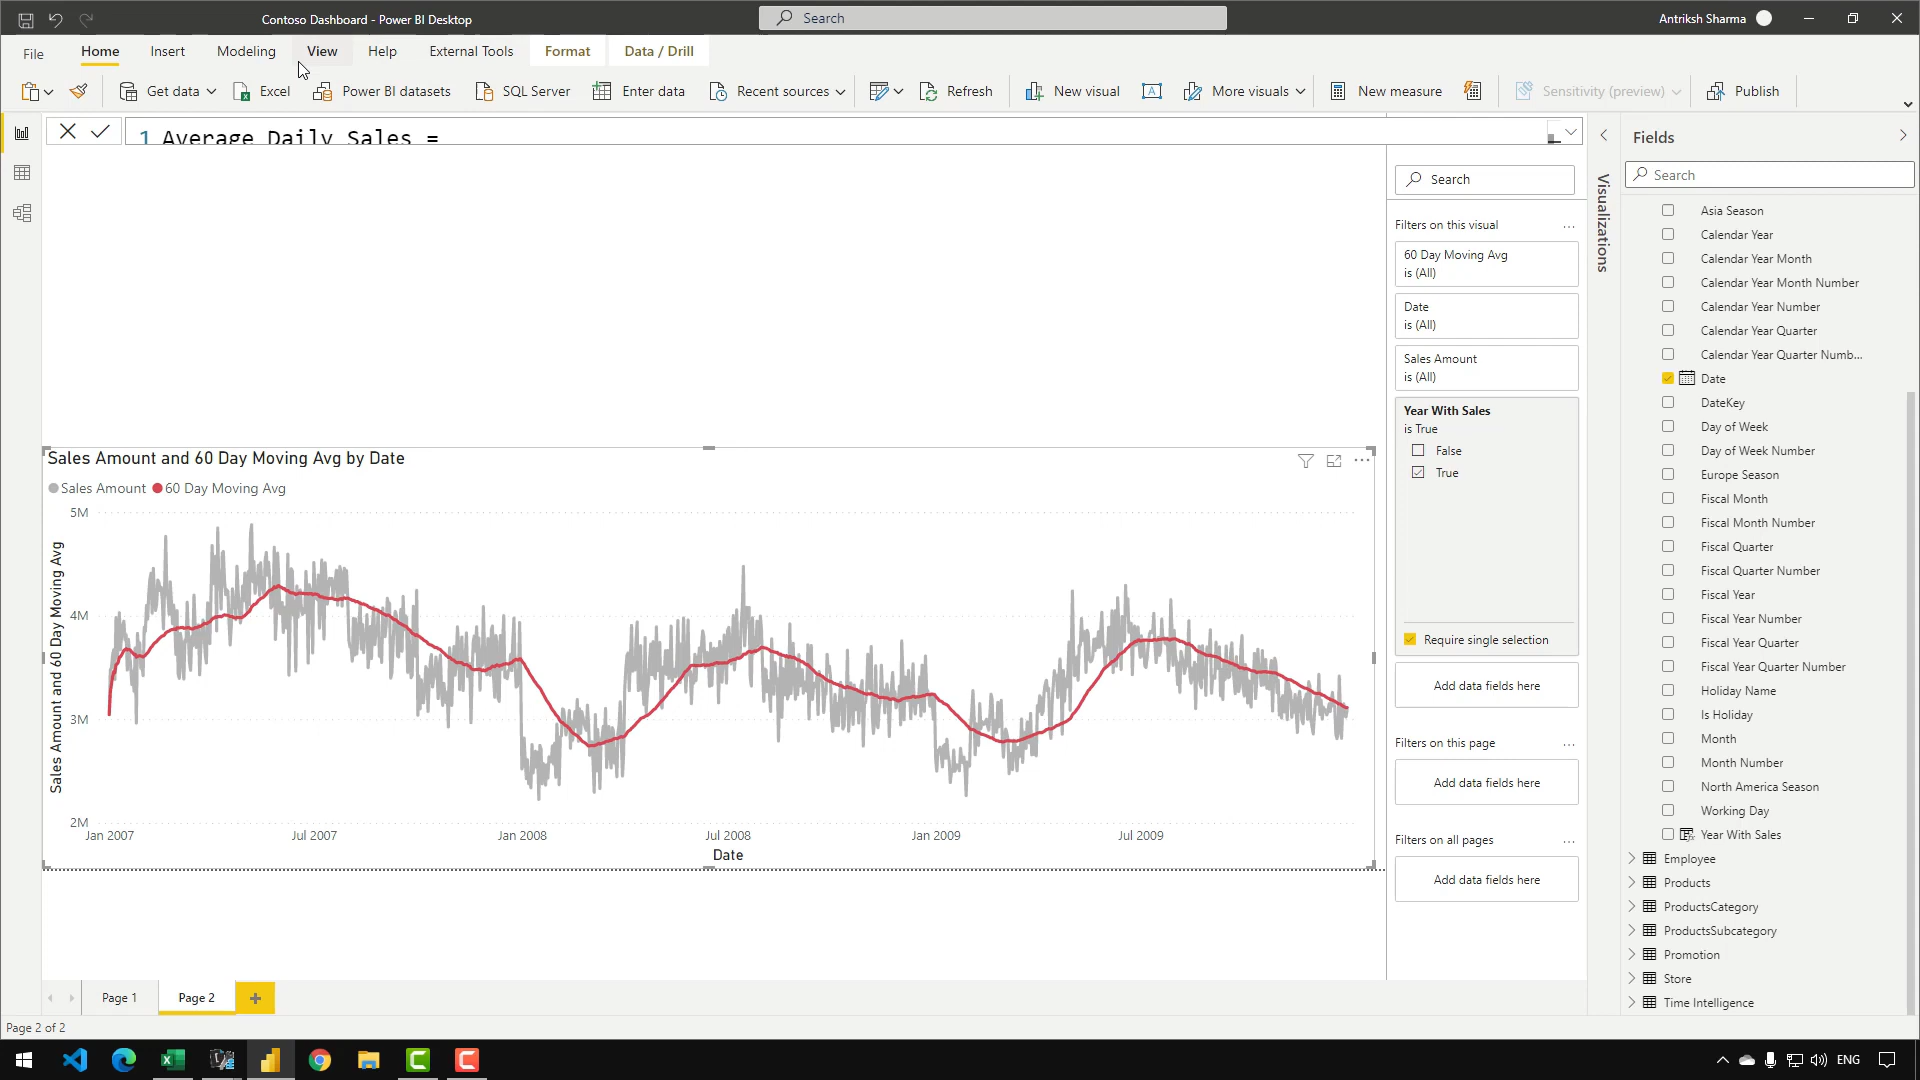 Contoso Dashboard - Power BI Desktop
Search
Antriksh Sharma
File
Home
Insert
Modeling
View
Help
External Tools
Format
Data / Drill
Get data
Excel
Power BI datasets
SQL Server
Enter data
Recent sources
Refresh
New visual
More visuals
New measure
Sensitivity (preview)
Publish
1 Average Daily Sales =
Sales Amount and 60 Day Moving Avg by Date
Sales Amount
60 Day Moving Avg
5M
4M
3M
2M
Sales Amount and 60 Day Moving Avg
Jan 2007
Jul 2007
Jan 2008
Jul 2008
Jan 2009
Jul 2009
Date
Search
Filters on this visual
...
60 Day Moving Avg
is (All)
Date
is (All)
Sales Amount
is (All)
Year With Sales
is True
False
True
Require single selection
Add data fields here
Filters on this page
...
Add data fields here
Filters on all pages
...
Add data fields here
Visualizations
Fields
Search
Asia Season
Calendar Year
Calendar Year Month
Calendar Year Month Number
Calendar Year Number
Calendar Year Quarter
Calendar Year Quarter Numb...
Date
DateKey
Day of Week
Day of Week Number
Europe Season
Fiscal Month
Fiscal Month Number
Fiscal Quarter
Fiscal Quarter Number
Fiscal Year
Fiscal Year Number
Fiscal Year Quarter
Fiscal Year Quarter Number
Holiday Name
Is Holiday
Month
Month Number
North America Season
Working Day
Year With Sales
Employee
Products
ProductsCategory
ProductsSubcategory
Promotion
Store
Time Intelligence
Page 1
Page 2
Page 2 of 2
ENG